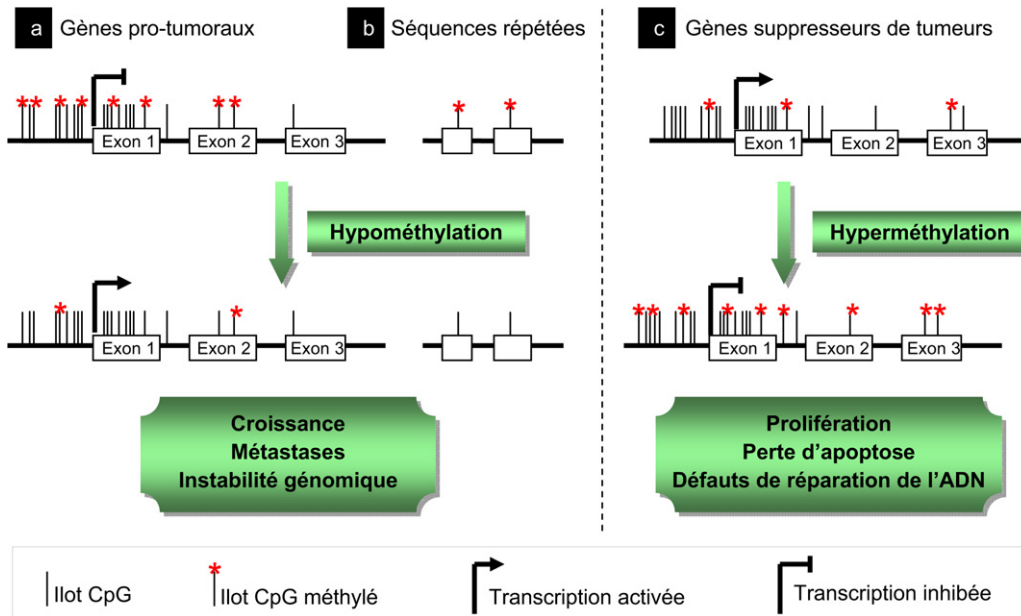 a Gènes pro-tumoraux
b Séquences répétées
c Gènes suppresseurs de tumeurs
Exon 1 Exon 2 Exon 3
Exon 1 Exon 2 Exon 3
Hypométhylation
Hyperméthylation
Exon 1 Exon 2 Exon 3
Exon 1 Exon 2 Exon 3
Croissance
Métastases
Instabilité génomique
Prolifération
Perte d'apoptose
Défauts de réparation de l'ADN
Ilot CpG
Ilot CpG méthylé
Transcription activée
Transcription inhibée